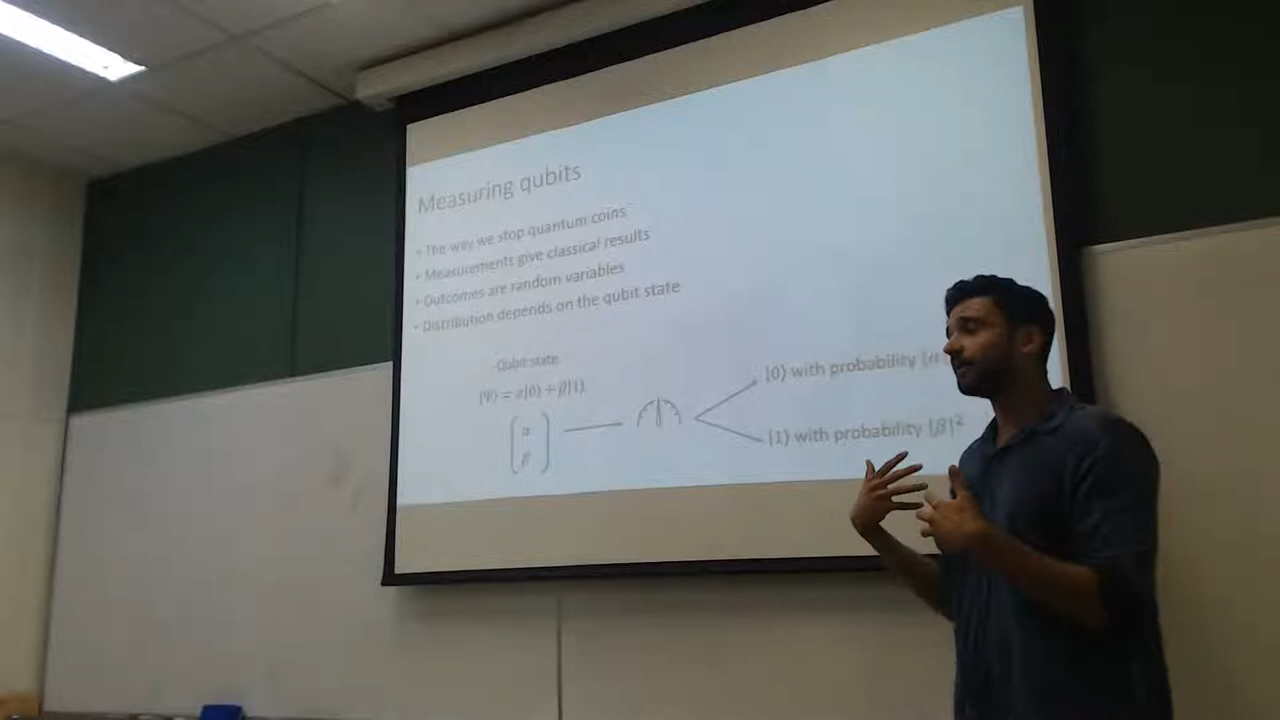 Measuring qubits
• The way we stop quantum coins
• Measurements give classical results
• Outcomes are random variables
• Distribution depends on the qubit state
Qubit state
|Ψ⟩ = α|0⟩ + β|1⟩
α
β
|0⟩ with probability |α
|1⟩ with probability |β|²